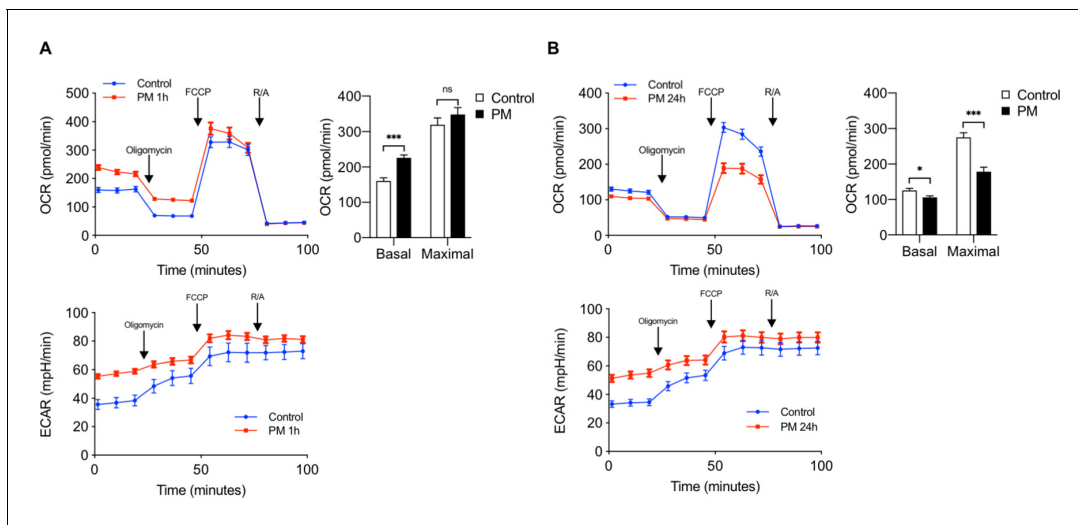 A
Control
PM 1h
FCCP
R/A
Oligomycin
500
400
300
200
100
0
OCR (pmol/min)
0 50 100
Time (minutes)
ns
***
Control
PM
400
300
200
100
0
OCR (pmol/min)
Basal Maximal
FCCP
R/A
Oligomycin
100
80
60
40
20
0
ECAR (mpH/min)
Control
PM 1h
0 50 100
Time (minutes)
B
Control
PM 24h
FCCP
R/A
Oligomycin
400
300
200
100
0
OCR (pmol/min)
0 50 100
Time (minutes)
***
*
Control
PM
400
300
200
100
0
OCR (pmol/min)
Basal Maximal
FCCP
R/A
Oligomycin
100
80
60
40
20
0
ECAR (mpH/min)
Control
PM 24h
0 50 100
Time (minutes)